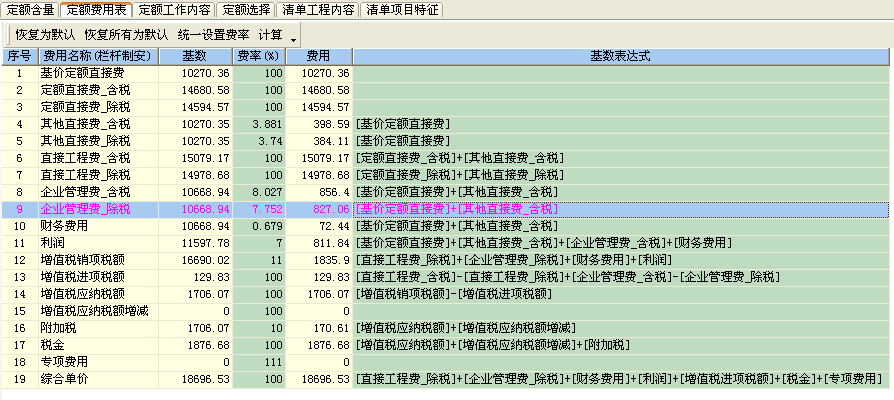 定额含量 定额费用表 定额工作内容 定额选择 清单工程内容 清单项目特征
恢复为默认 恢复所有为默认 统一设置费率 计算
序号 费用名称(栏杆制安) 基数 费率(%) 费用 基数表达式
1 基价定额直接费 10270.36 100 10270.36
2 定额直接费_含税 14680.58 100 14680.58
3 定额直接费_除税 14594.57 100 14594.57
4 其他直接费_含税 10270.35 3.881 398.59 [基价定额直接费]
5 其他直接费_除税 10270.35 3.74 384.11 [基价定额直接费]
6 直接工程费_含税 15079.17 100 15079.17 [定额直接费_含税]+[其他直接费_含税]
7 直接工程费_除税 14978.68 100 14978.68 [定额直接费_除税]+[其他直接费_除税]
8 企业管理费_含税 10668.94 8.027 856.4 [基价定额直接费]+[其他直接费_含税]
9 企业管理费_除税 10668.94 7.752 827.06 [基价定额直接费]+[其他直接费_含税]
10 财务费用 10668.94 0.679 72.44 [基价定额直接费]+[其他直接费_含税]
11 利润 11597.78 7 811.84 [基价定额直接费]+[其他直接费_含税]+[企业管理费_含税]+[财务费用]
12 增值税销项税额 16690.02 11 1835.9 [直接工程费_除税]+[企业管理费_除税]+[财务费用]+[利润]
13 增值税进项税额 129.83 100 129.83 [直接工程费_含税]-[直接工程费_除税]+[企业管理费_含税]-[企业管理费_除税]
14 增值税应纳税额 1706.07 100 1706.07 [增值税销项税额]-[增值税进项税额]
15 增值税应纳税额增减 0 100 0
16 附加税 1706.07 10 170.61 [增值税应纳税额]+[增值税应纳税额增减]
17 税金 1876.68 100 1876.68 [增值税应纳税额]+[增值税应纳税额增减]+[附加税]
18 专项费用 0 111 0
19 综合单价 18696.53 100 18696.53 [直接工程费_除税]+[企业管理费_除税]+[财务费用]+[利润]+[增值税进项税额]+[税金]+[专项费用]